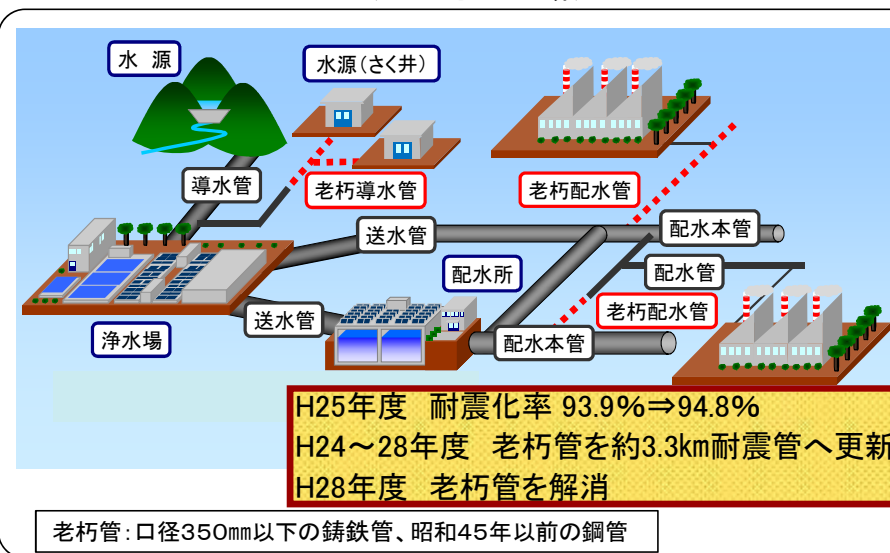 水 源
水源(さく井)
導水管
老朽導水管
老朽配水管
送水管
配水本管
配水所
配水管
老朽配水管
送水管
浄水場
配水本管
H25年度 耐震化率 93.9%⇒94.8%
H24~28年度 老朽管を約3.3km耐震管へ更新
H28年度 老朽管を解消
老朽管:口径350㎜以下の鋳鉄管、昭和45年以前の鋼管